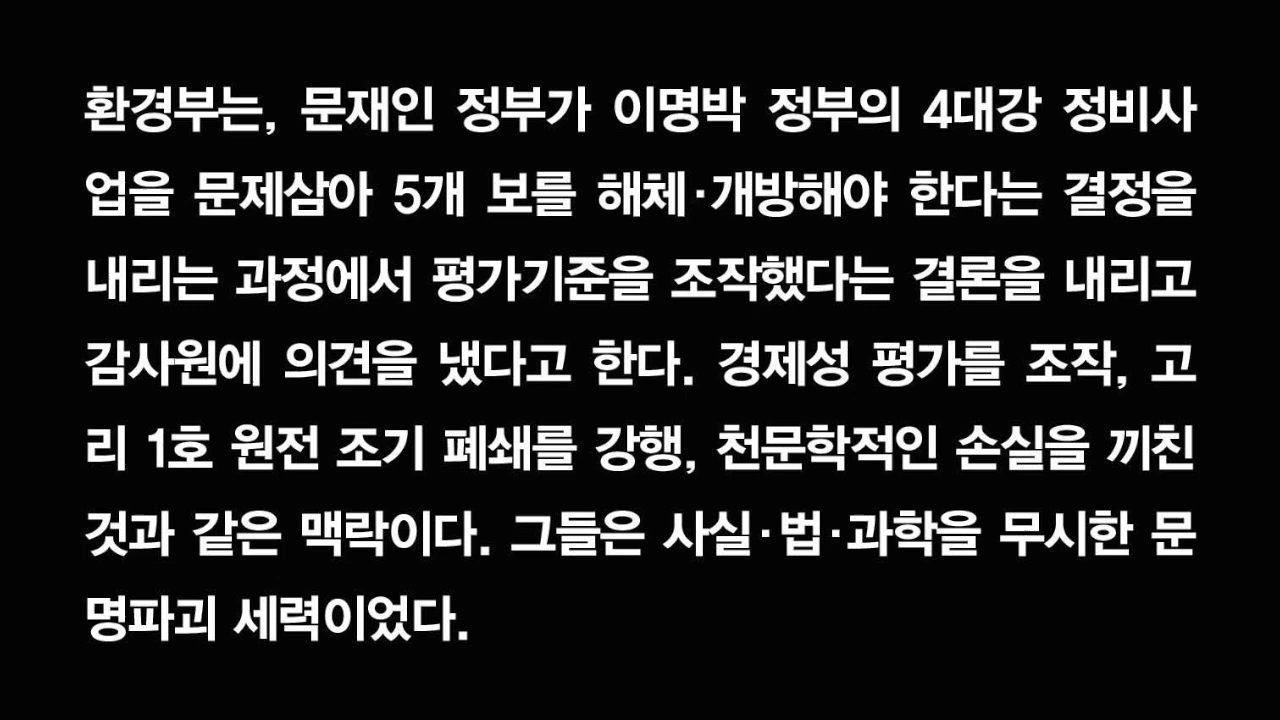 환경부는, 문재인 정부가 이명박 정부의 4대강 정비사
업을 문제삼아 5개 보를 해체·개방해야 한다는 결정을
내리는 과정에서 평가기준을 조작했다는 결론을 내리고
감사원에 의견을 냈다고 한다. 경제성 평가를 조작, 고
리 1호 원전 조기 폐쇄를 강행, 천문학적인 손실을 끼친
것과 같은 맥락이다. 그들은 사실·법·과학을 무시한 문
명파괴 세력이었다.